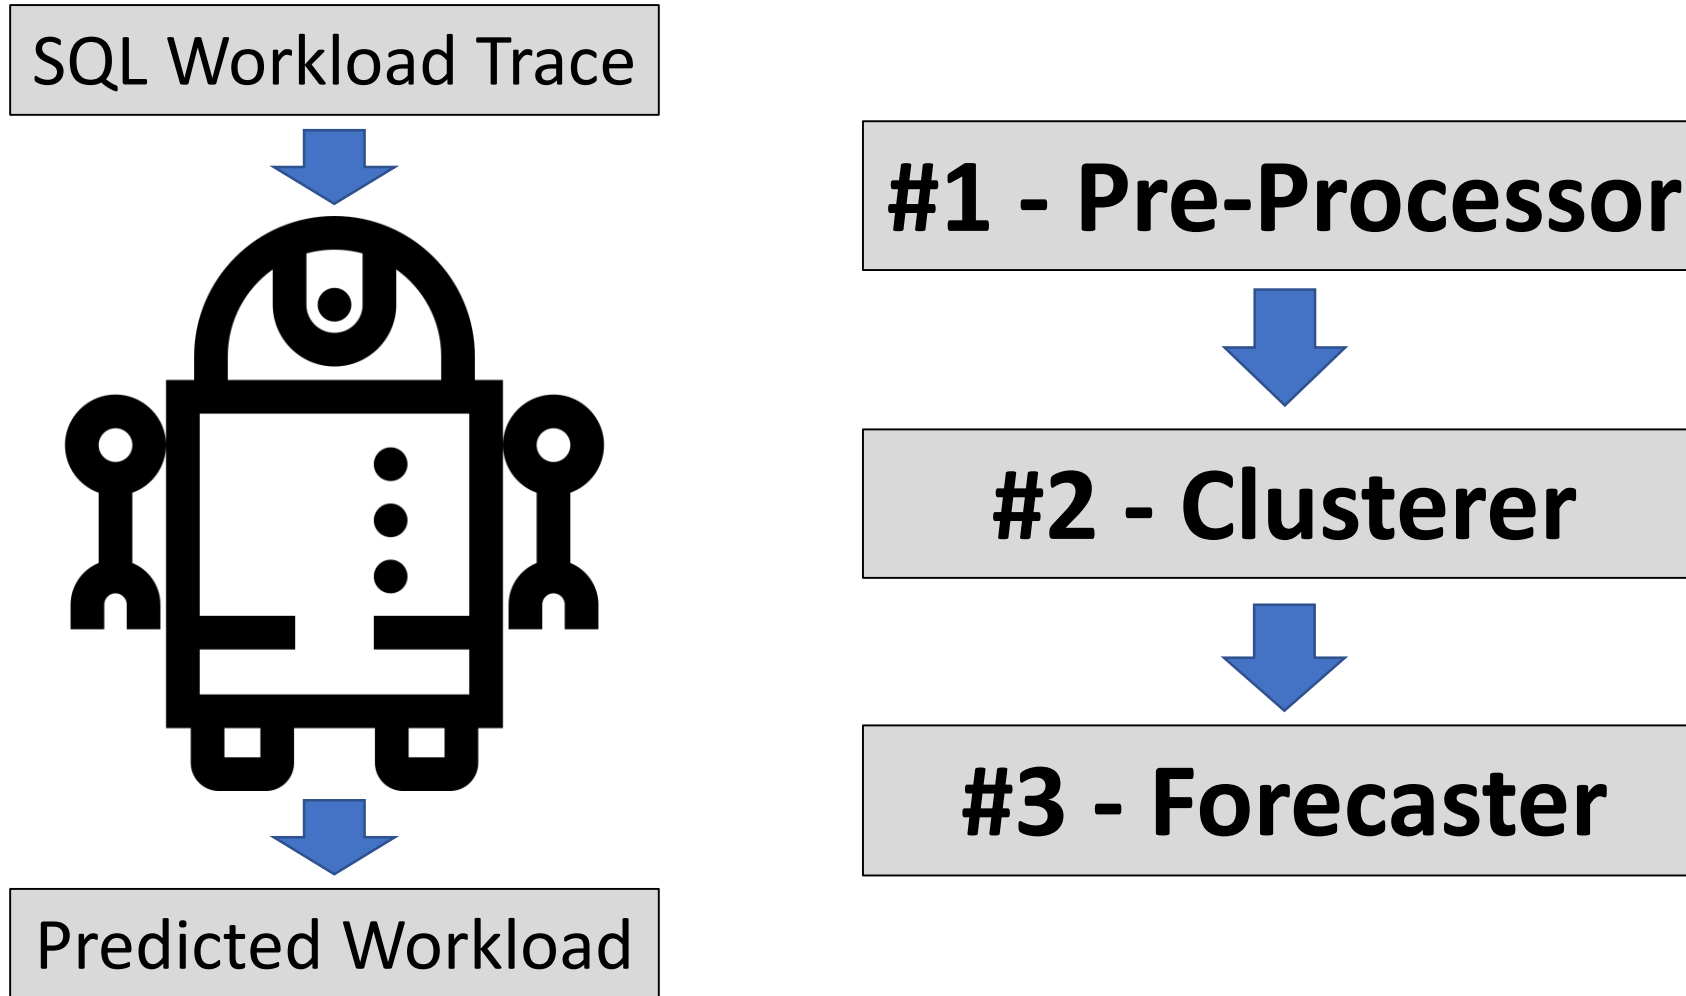 SQL Workload Trace
Predicted Workload
#1 - Pre-Processor
#2 - Clusterer
#3 - Forecaster